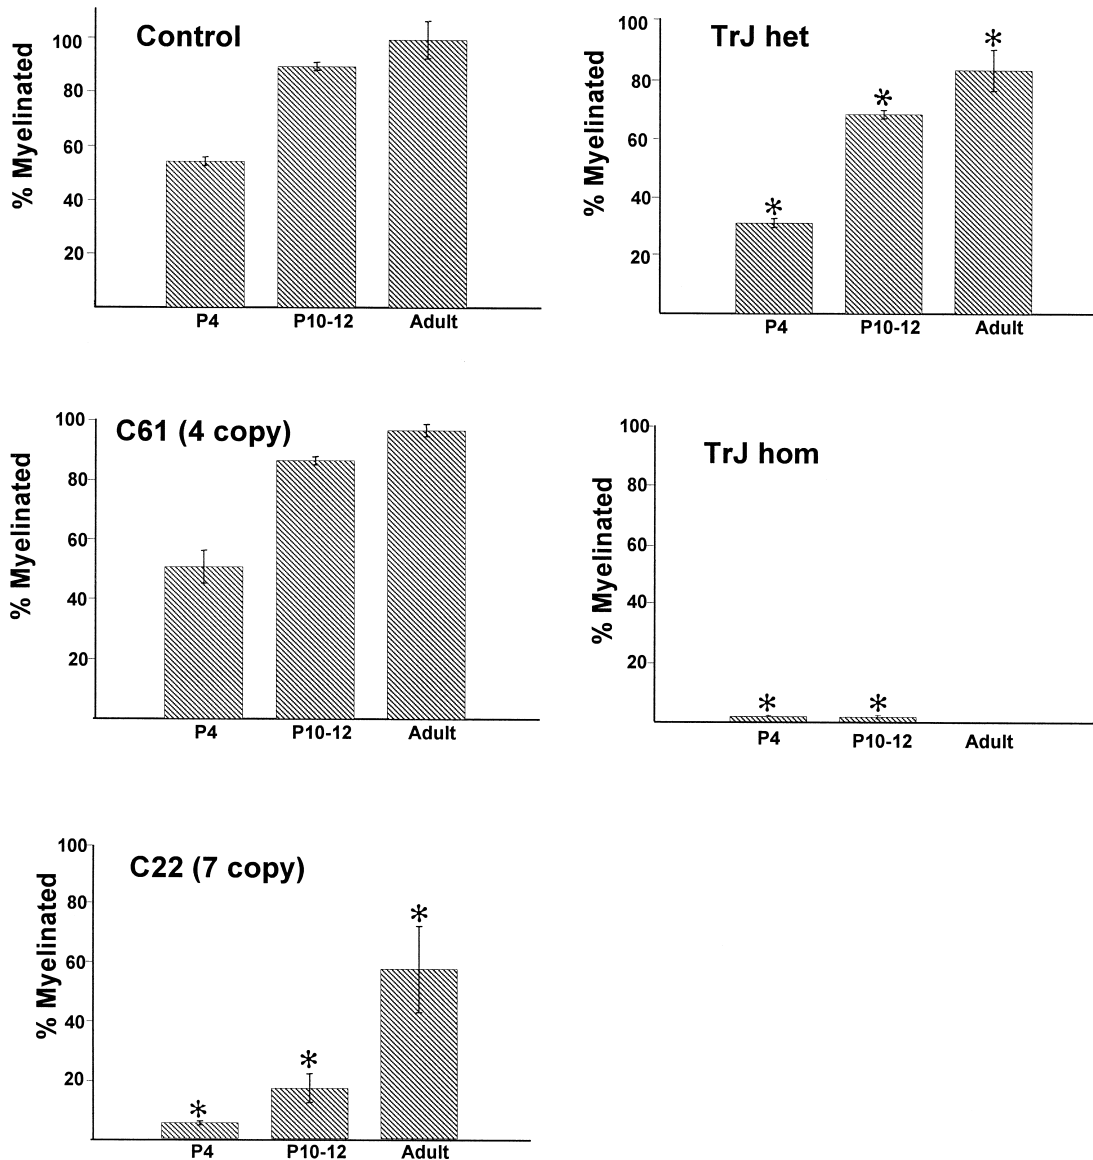 Control
% Myelinated
100
80
60
40
20
P4 P10-12 Adult
TrJ het
% Myelinated
100
80
60
40
20
* * *
P4 P10-12 Adult
C61 (4 copy)
% Myelinated
100
80
60
40
20
P4 P10-12 Adult
TrJ hom
% Myelinated
100
80
60
40
20
* *
P4 P10-12 Adult
C22 (7 copy)
% Myelinated
100
80
60
40
20
* * *
P4 P10-12 Adult